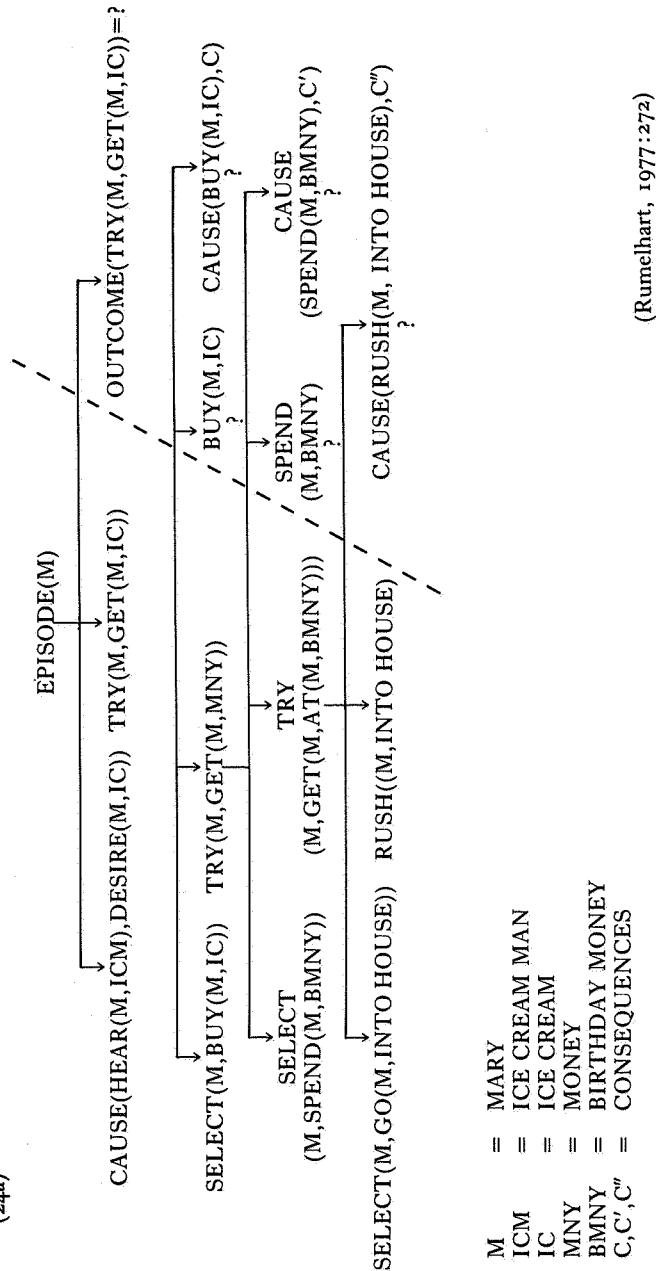 (24a)
EPISODE(M)
CAUSE(HEAR(M,ICM),DESIRE(M,IC)) TRY(M,GET(M,IC)) OUTCOME(TRY(M,GET(M,IC))=?
SELECT(M,BUY(M,IC)) TRY(M,GET(M,MNY)) BUY(M,IC) CAUSE(BUY(M,IC),C)
? ?
SELECT TRY SPEND CAUSE
(M,SPEND(M,BMNY)) (M,GET(M,AT(M,BMNY))) (M,BMNY) (SPEND(M,BMNY),C')
? ?
SELECT(M,GO(M,INTO HOUSE)) RUSH((M,INTO HOUSE) CAUSE(RUSH(M, INTO HOUSE),C")
?
M = MARY
ICM = ICE CREAM MAN
IC = ICE CREAM
MNY = MONEY
BMNY = BIRTHDAY MONEY
C,C',C" = CONSEQUENCES
(Rumelhart, 1977:272)